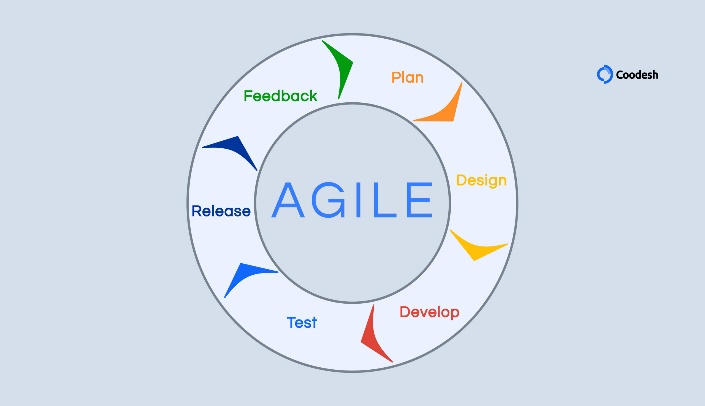 Plan
Feedback
Coodesh
Design
AGILE
Release
Develop
Test